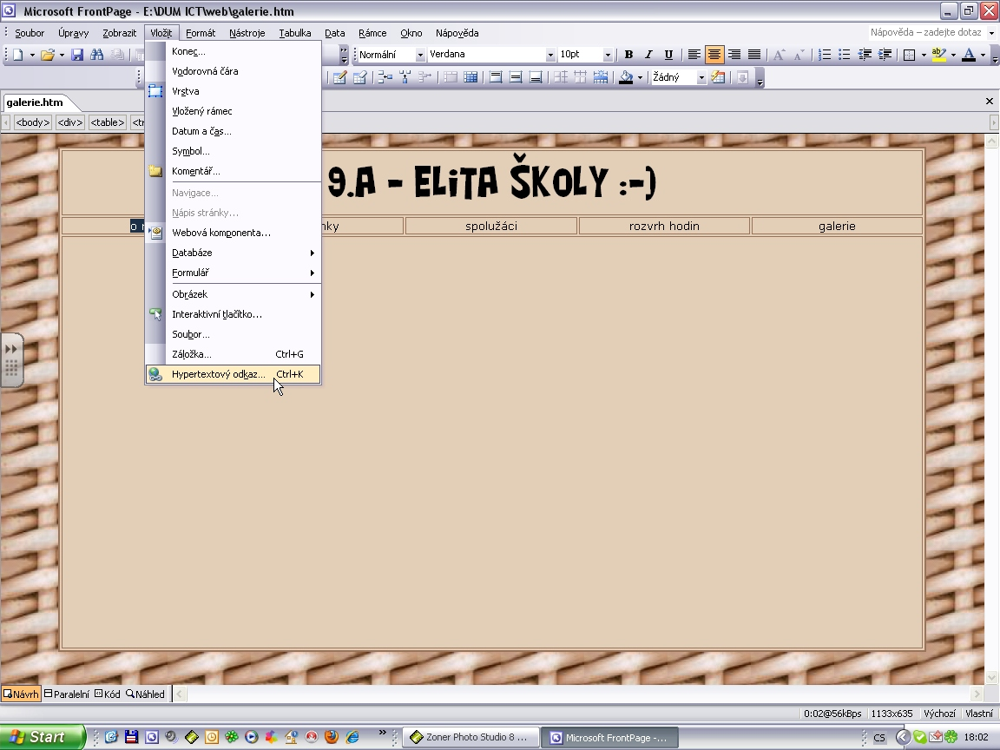 Microsoft FrontPage - E:\DUM ICT\web\galerie.htm
Soubor Úpravy Zobrazit Vložit Formát Nástroje Tabulka Data Rámce Okno Nápověda Nápověda – zadejte dotaz
Normální Verdana 10pt B I U
Žádný
galerie.htm
<body> <div> <table>
Konec...
Vodorovná čára
Vrstva
Vložený rámec
Datum a čas...
Symbol...
Komentář...
Navigace...
Nápis stránky...
Webová komponenta...
Databáze
Formulář
Obrázek
Interaktivní tlačítko...
Soubor...
Záložka... Ctrl+G
Hypertextový odkaz... Ctrl+K
9.A - ELITA ŠKOLY :-)
spolužáci rozvrh hodin galerie
Návrh Paralelní Kód Náhled
0:02@56kBps 1133x635 Výchozí Vlastní
Start Zoner Photo Studio 8 ... Microsoft FrontPage -... CS 18:02